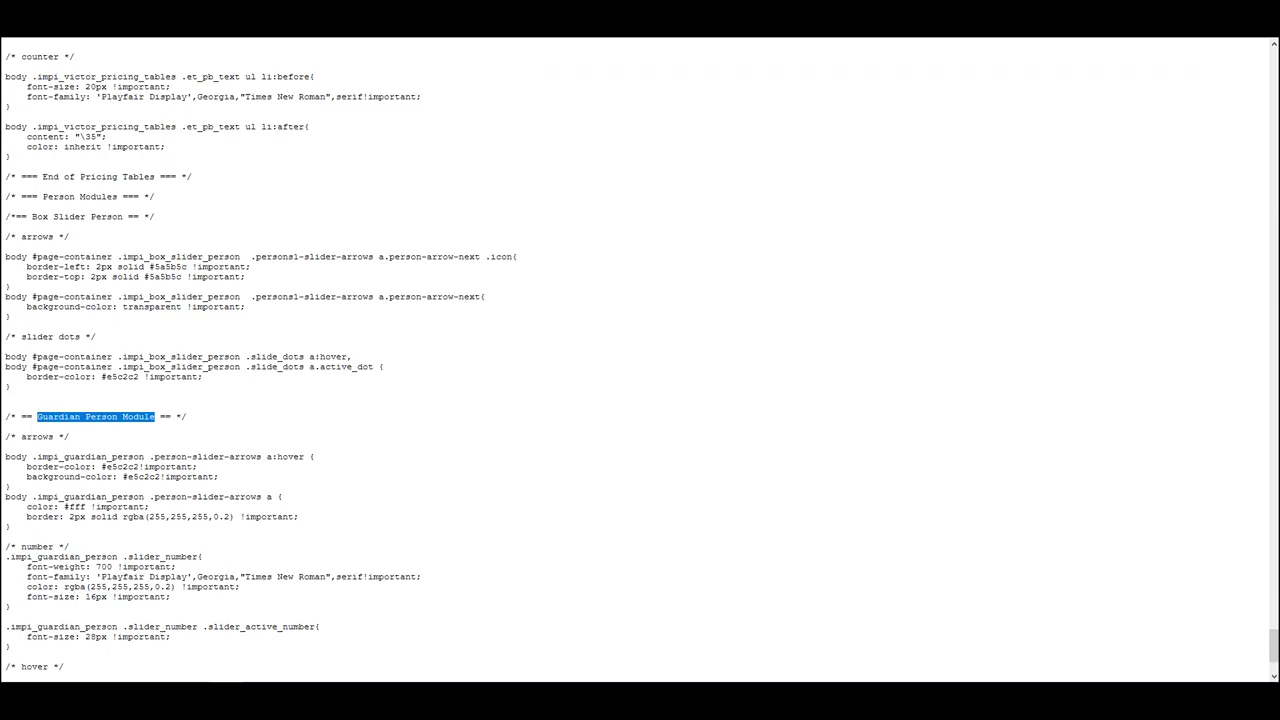 /* counter */
body .impi_victor_pricing_tables .et_pb_text ul li:before{
font-size: 20px !important;
font-family: 'Playfair Display',Georgia,"Times New Roman",serif!important;
}
body .impi_victor_pricing_tables .et_pb_text ul li:after{
content: "\35";
color: inherit !important;
}
/* === End of Pricing Tables === */
/* === Person Modules === */
/*== Box Slider Person == */
/* arrows */
body #page-container .impi_box_slider_person  .persons1-slider-arrows a.person-arrow-next .icon{
border-left: 2px solid #5a5b5c !important;
border-top: 2px solid #5a5b5c !important;
}
body #page-container .impi_box_slider_person  .persons1-slider-arrows a.person-arrow-next{
background-color: transparent !important;
}
/* slider dots */
body #page-container .impi_box_slider_person .slide_dots a:hover,
body #page-container .impi_box_slider_person .slide_dots a.active_dot {
border-color: #e5c2c2 !important;
}
/* == Guardian Person Module == */
/* arrows */
body .impi_guardian_person .person-slider-arrows a:hover {
border-color: #e5c2c2!important;
background-color: #e5c2c2!important;
}
body .impi_guardian_person .person-slider-arrows a {
color: #fff !important;
border: 2px solid rgba(255,255,255,0.2) !important;
}
/* number */
.impi_guardian_person .slider_number{
font-weight: 700 !important;
font-family: 'Playfair Display',Georgia,"Times New Roman",serif!important;
color: rgba(255,255,255,0.2) !important;
font-size: 16px !important;
}
.impi_guardian_person .slider_number .slider_active_number{
font-size: 28px !important;
}
/* hover */